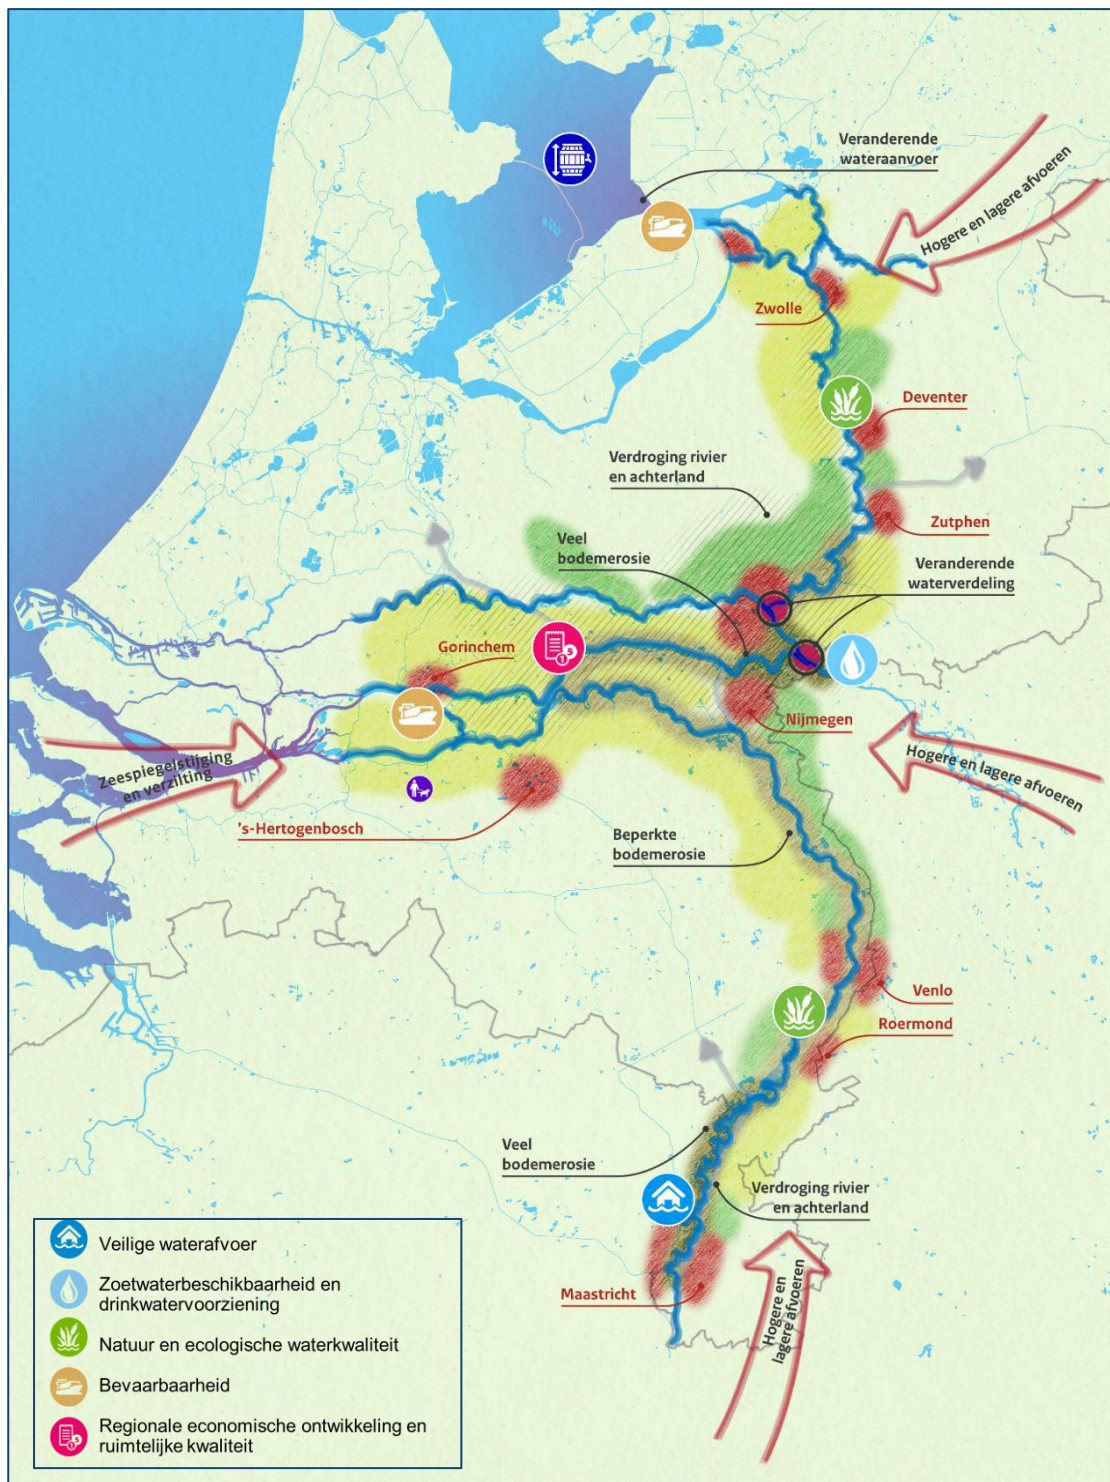 Veranderende
wateraanvoer
Hogere en lagere afvoeren
Zwolle
Deventer
Verdroging rivier
en achterland
Zutphen
Veel
bodemerosie
Veranderende
waterverdeling
Gorinchem
Nijmegen
Zeespiegelstijging
en verzilting
Hogere en lagere afvoeren
's-Hertogenbosch
Beperkte
bodemerosie
Venlo
Roermond
Veel
bodemerosie
Verdroging rivier
en achterland
Maastricht
Hogere en
lagere afvoeren
Veilige waterafvoer
Zoetwaterbeschikbaarheid en
drinkwatervoorziening
Natuur en ecologische waterkwaliteit
Bevaarbaarheid
Regionale economische ontwikkeling en
ruimtelijke kwaliteit